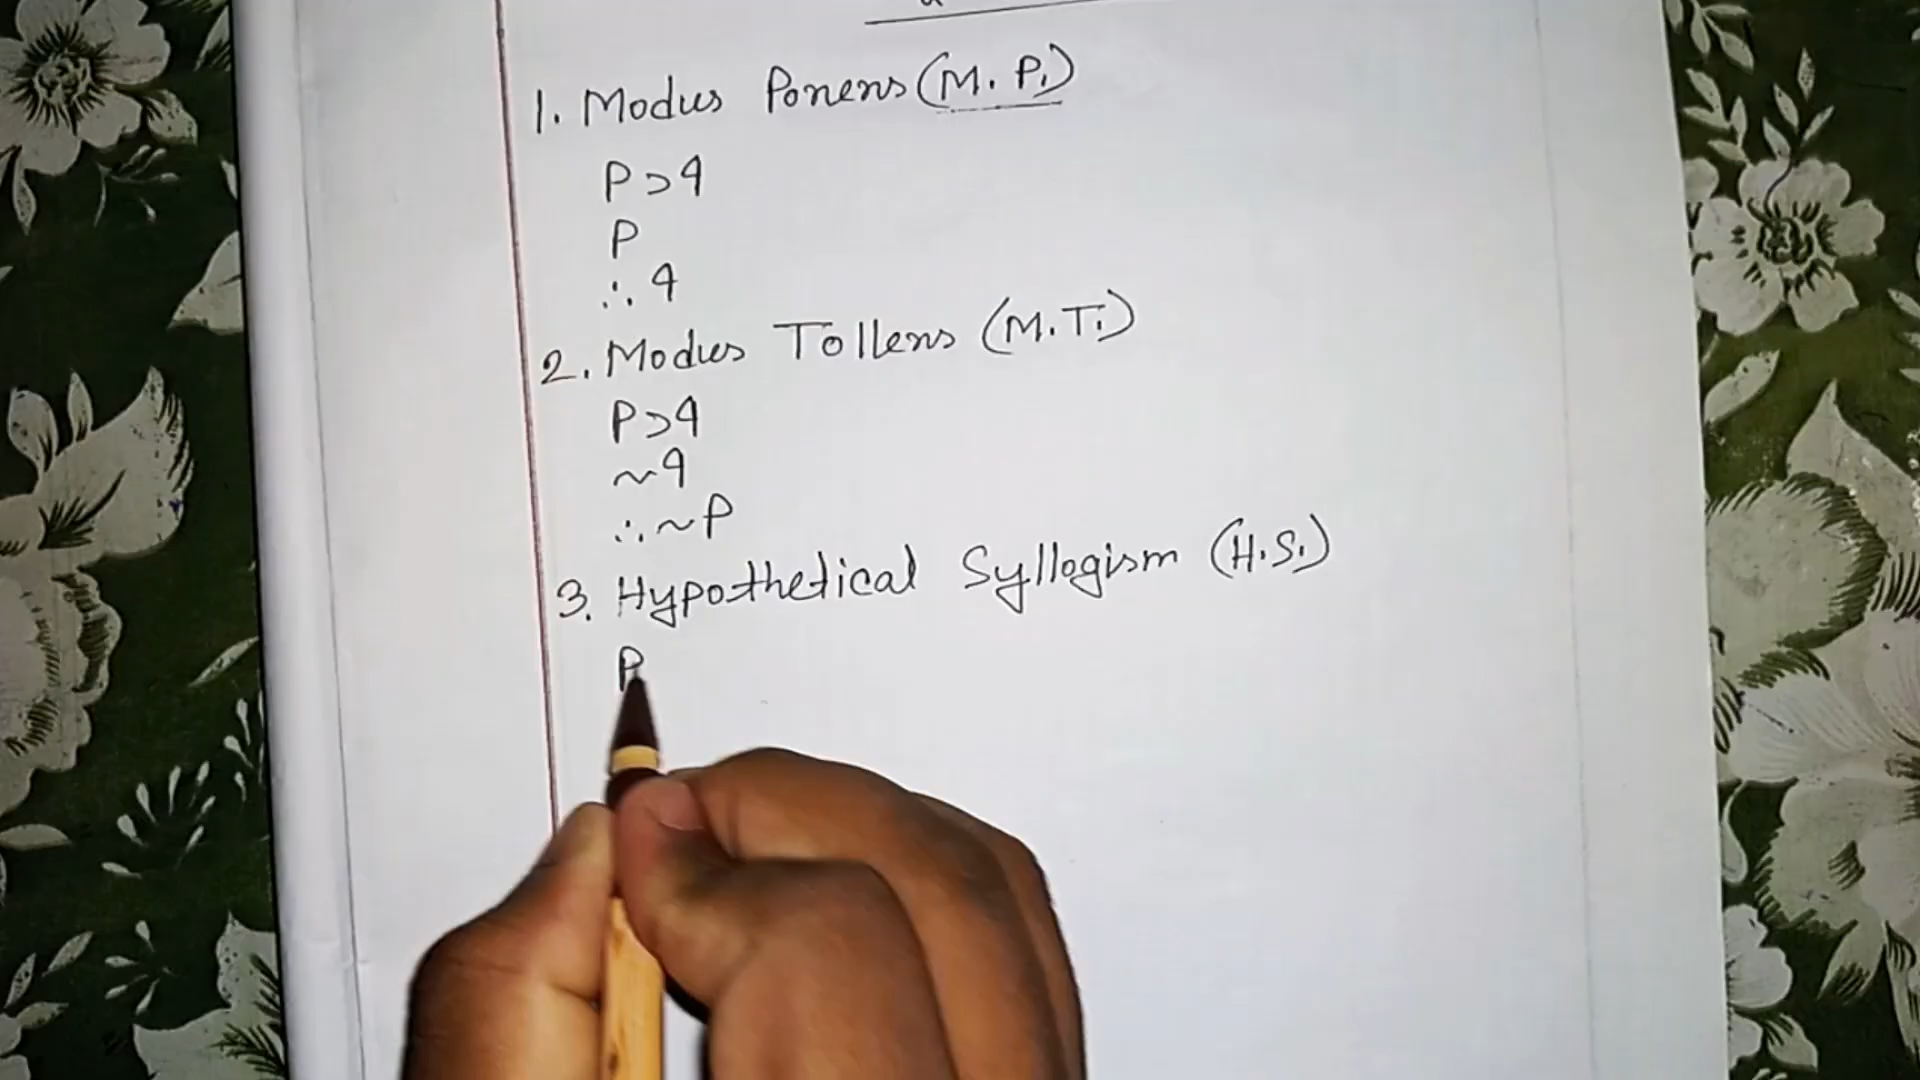 1. Modus Ponens (M.P.)
P⊃q
P
∴ q
2. Modus Tollens (M.T.)
P⊃q
~q
∴ ~P
3. Hypothetical Syllogism (H.S.)
P